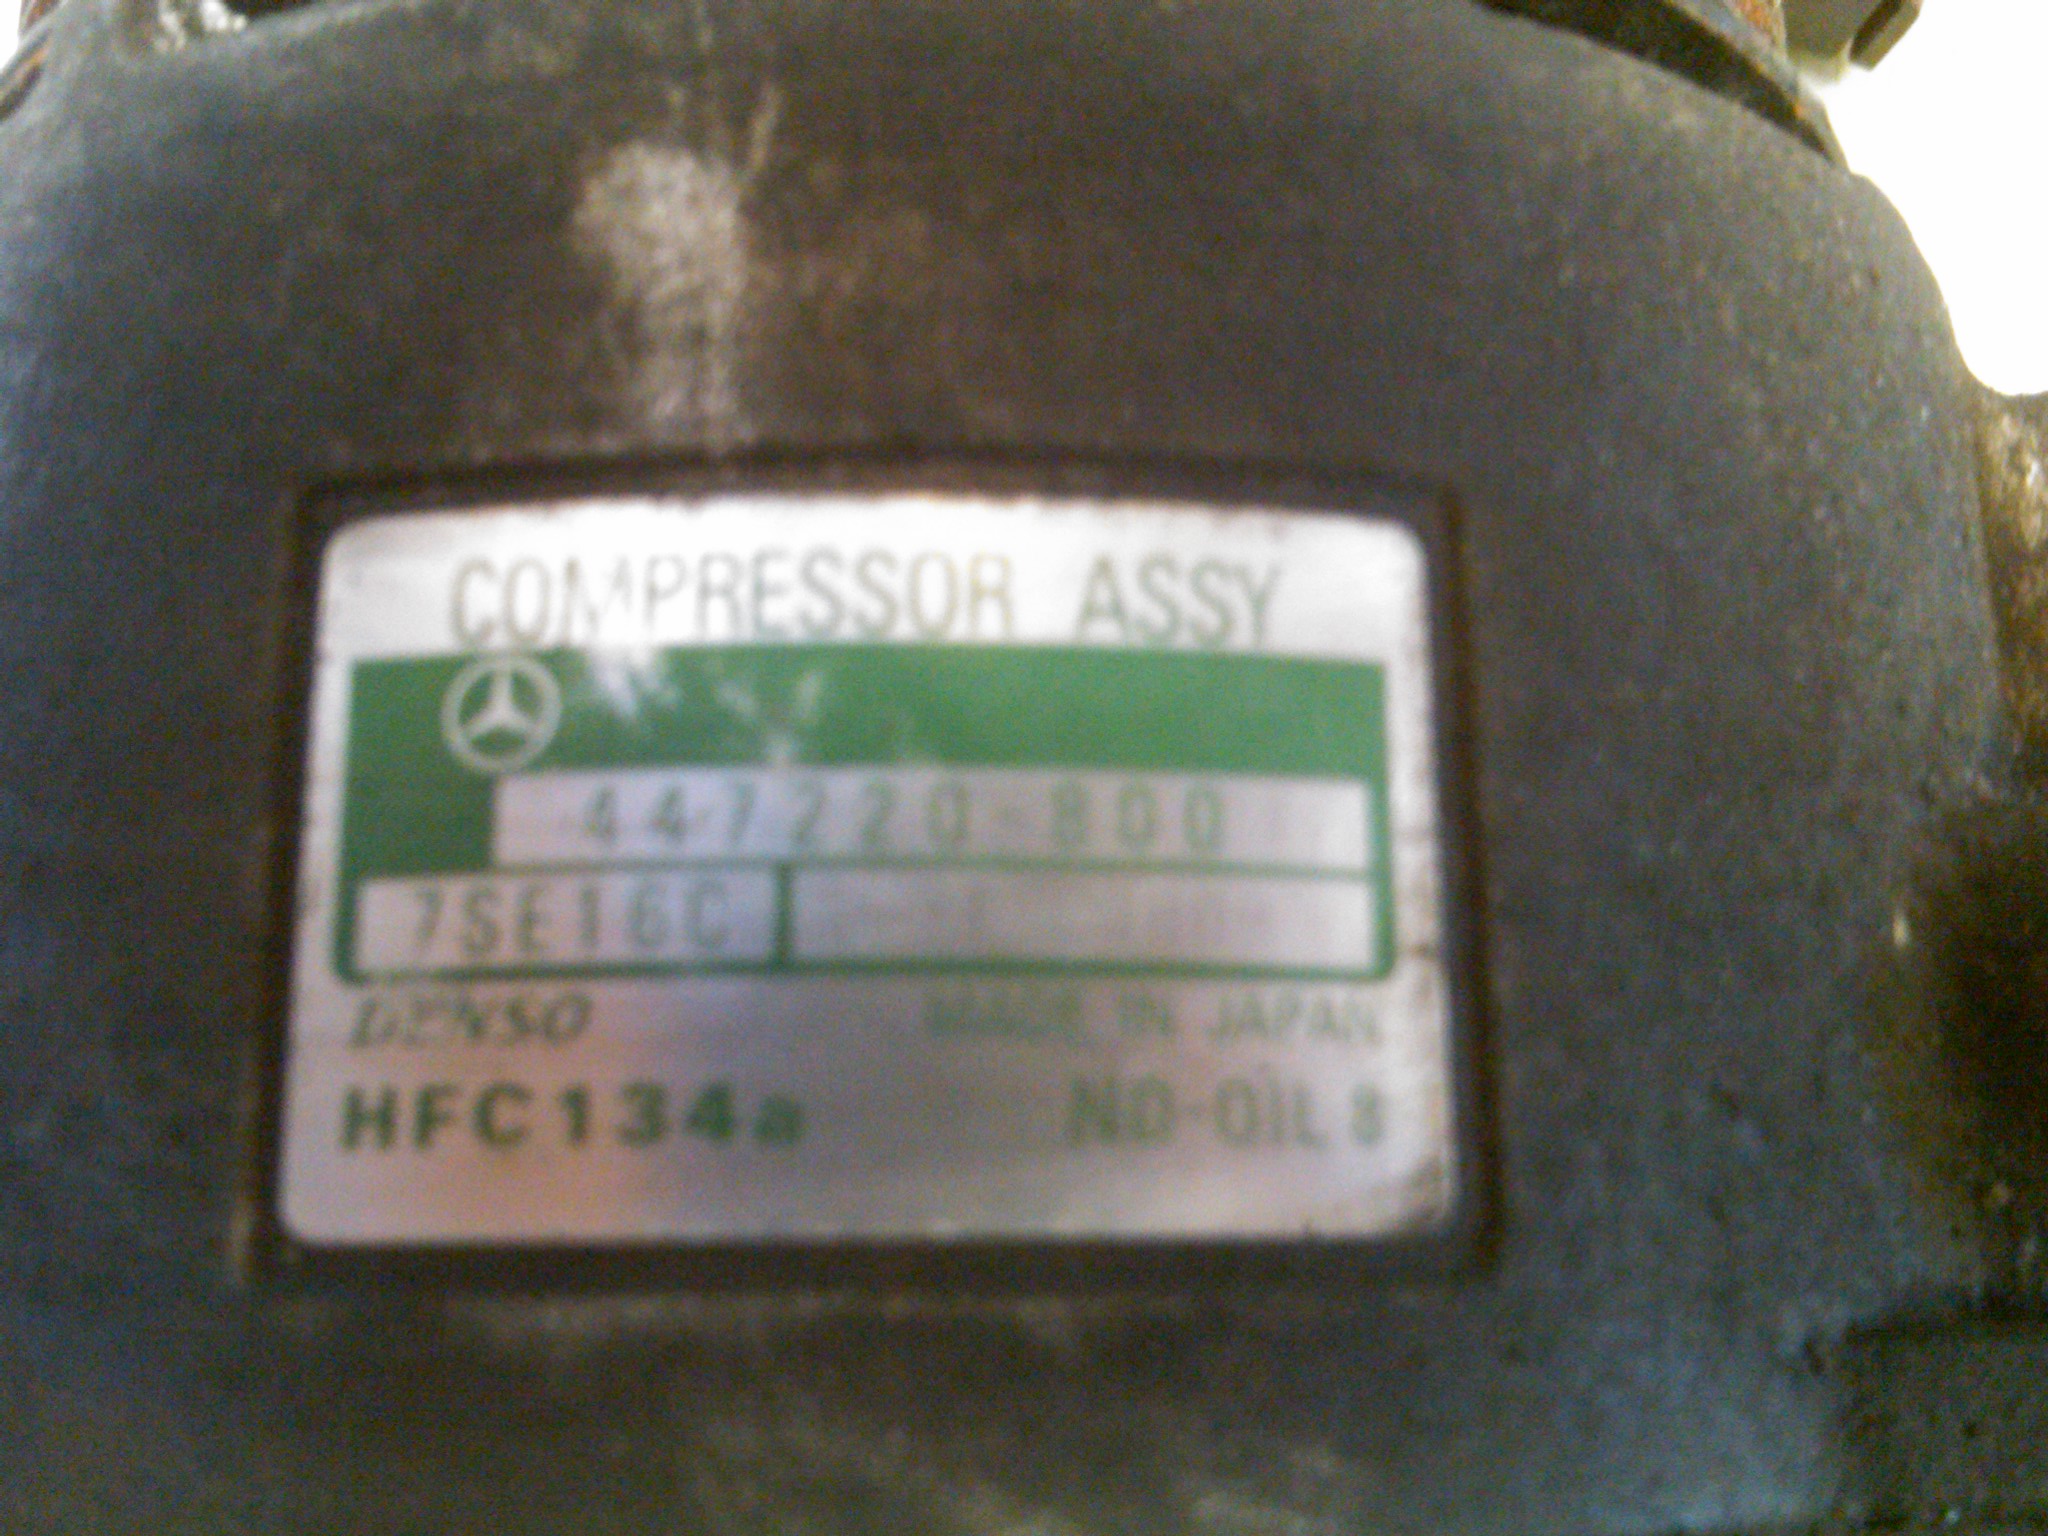 COMPRESSOR ASSY
447220-800
7SE16C
DENSO MADE IN JAPAN
HFC134a ND-OIL 8